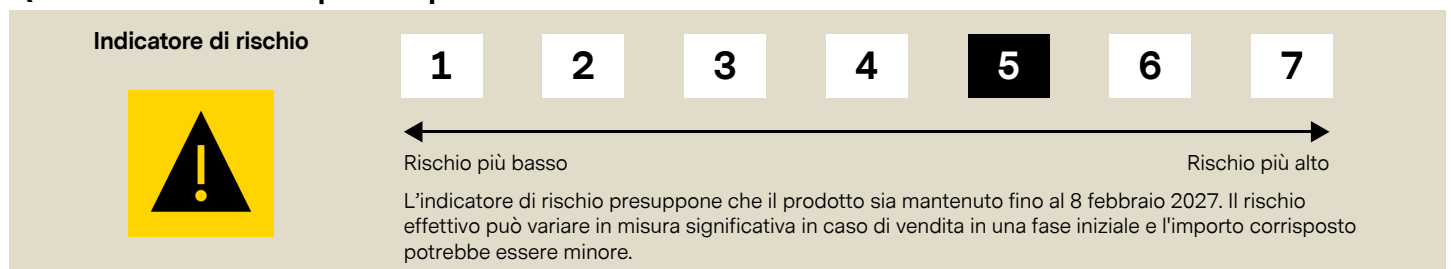 Indicatore di rischio
1 2 3 4 5 6 7
Rischio più basso Rischio più alto
L'indicatore di rischio presuppone che il prodotto sia mantenuto fino al 8 febbraio 2027. Il rischio
effettivo può variare in misura significativa in caso di vendita in una fase iniziale e l'importo corrisposto
potrebbe essere minore.